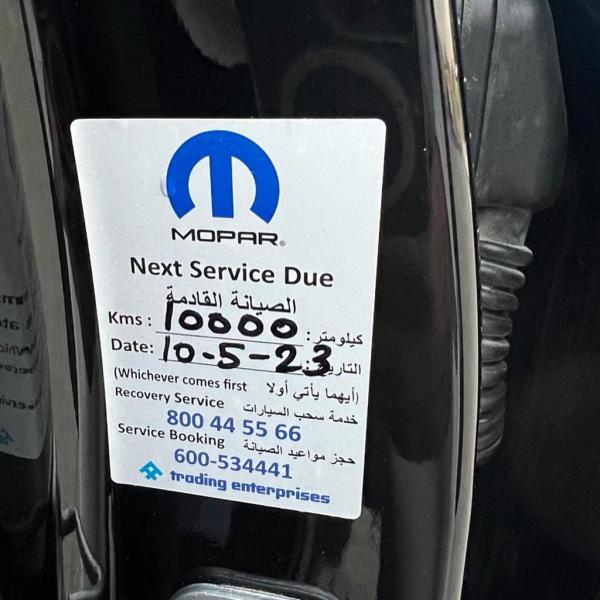 MOPAR®
Next Service Due
الصيانة القادمة
Kms : 10000 كيلومتر :
Date: 10-5-23 التاريخ:
(Whichever comes first أيهما يأتي أولا)
Recovery Service خدمة سحب السيارات
800 44 55 66
Service Booking حجز مواعيد الصيانة
600-534441
trading enterprises